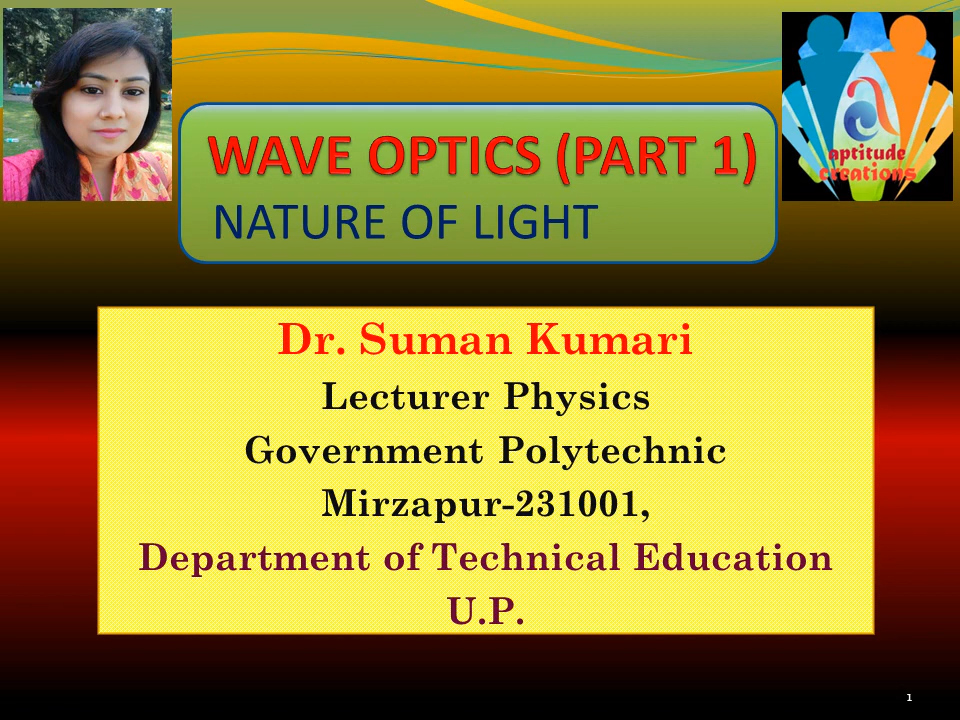 WAVE OPTICS (PART 1)
NATURE OF LIGHT
aptitude
creations
Dr. Suman Kumari
Lecturer Physics
Government Polytechnic
Mirzapur-231001,
Department of Technical Education
U.P.
1